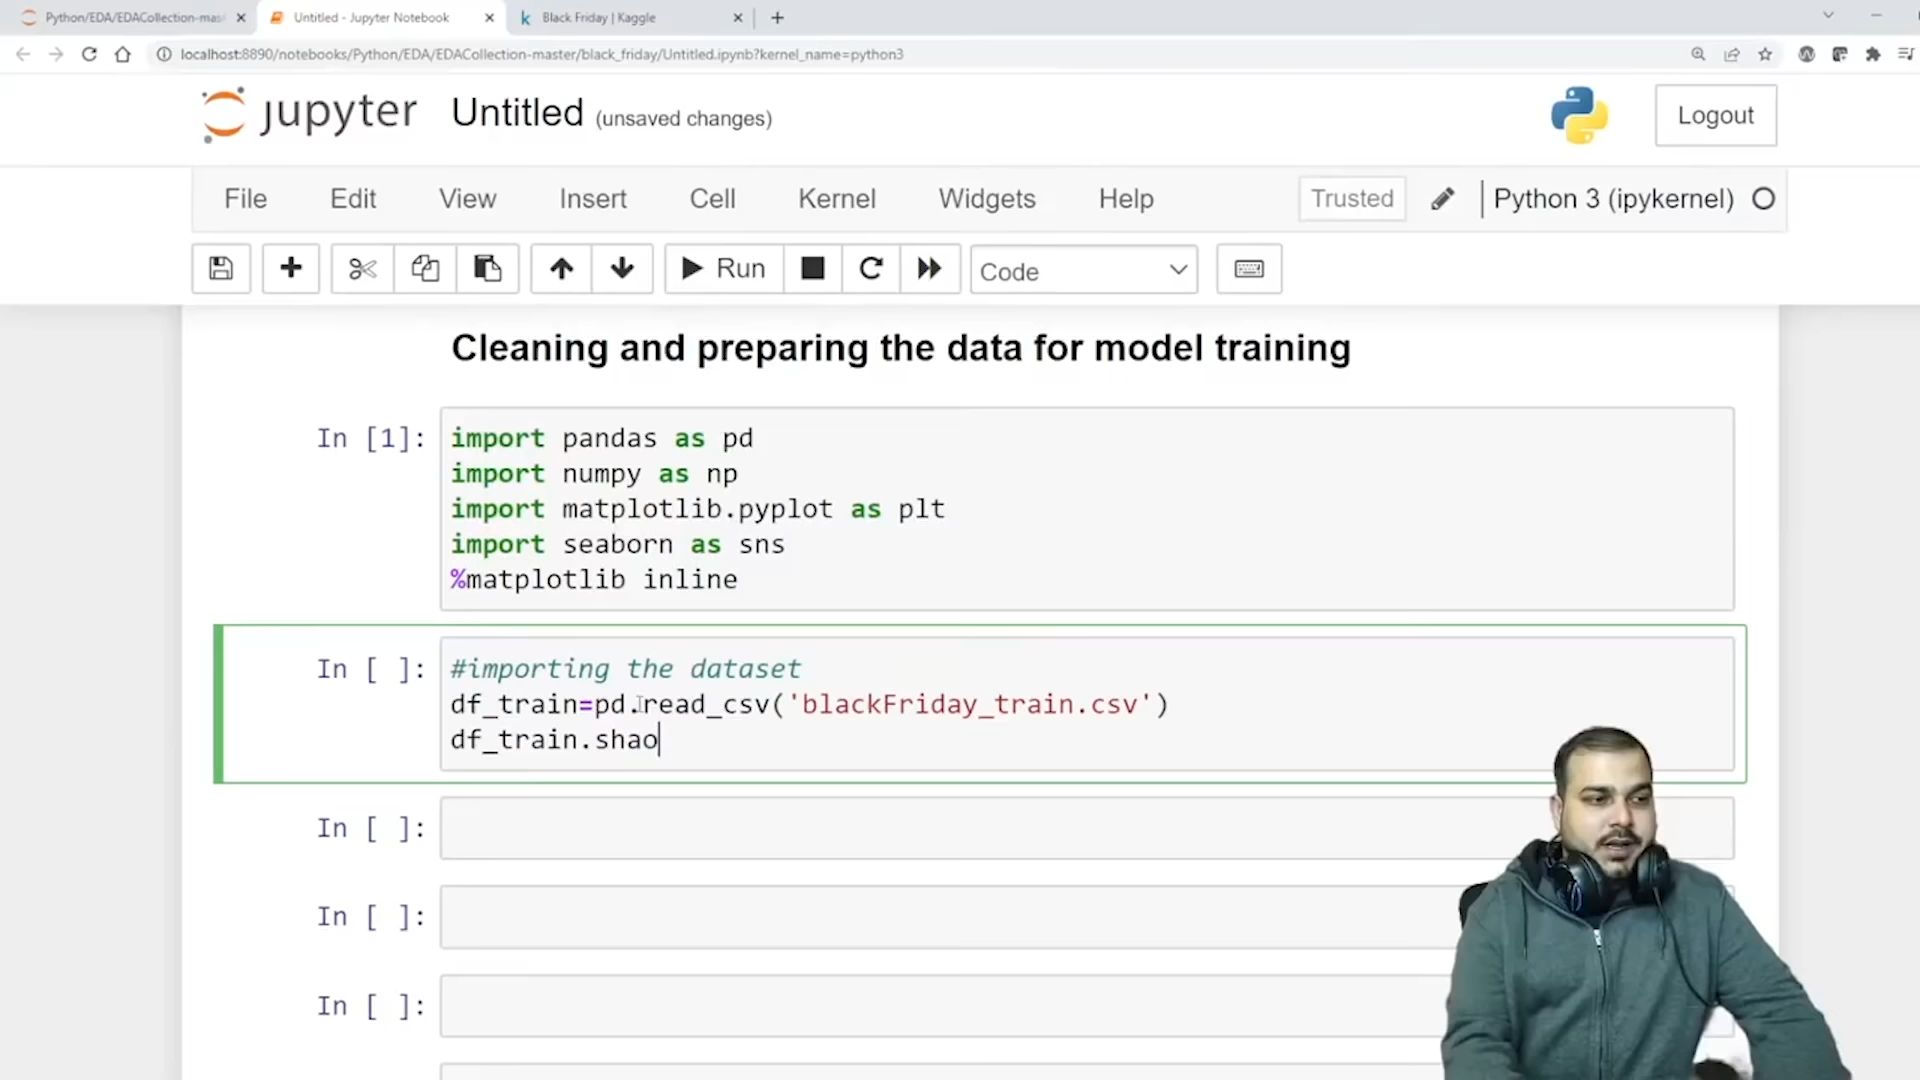 Python/EDA/EDACollection-mas
Untitled - Jupyter Notebook
Black Friday | Kaggle
localhost:8890/notebooks/Python/EDA/EDACollection-master/black_friday/Untitled.ipynb?kernel_name=python3
jupyter Untitled (unsaved changes)
Logout
File Edit View Insert Cell Kernel Widgets Help Trusted Python 3 (ipykernel)
Run Code
Cleaning and preparing the data for model training
In [1]: import pandas as pd
import numpy as np
import matplotlib.pyplot as plt
import seaborn as sns
%matplotlib inline
In [ ]: #importing the dataset
df_train=pd.read_csv('blackFriday_train.csv')
df_train.shao
In [ ]:
In [ ]:
In [ ]: